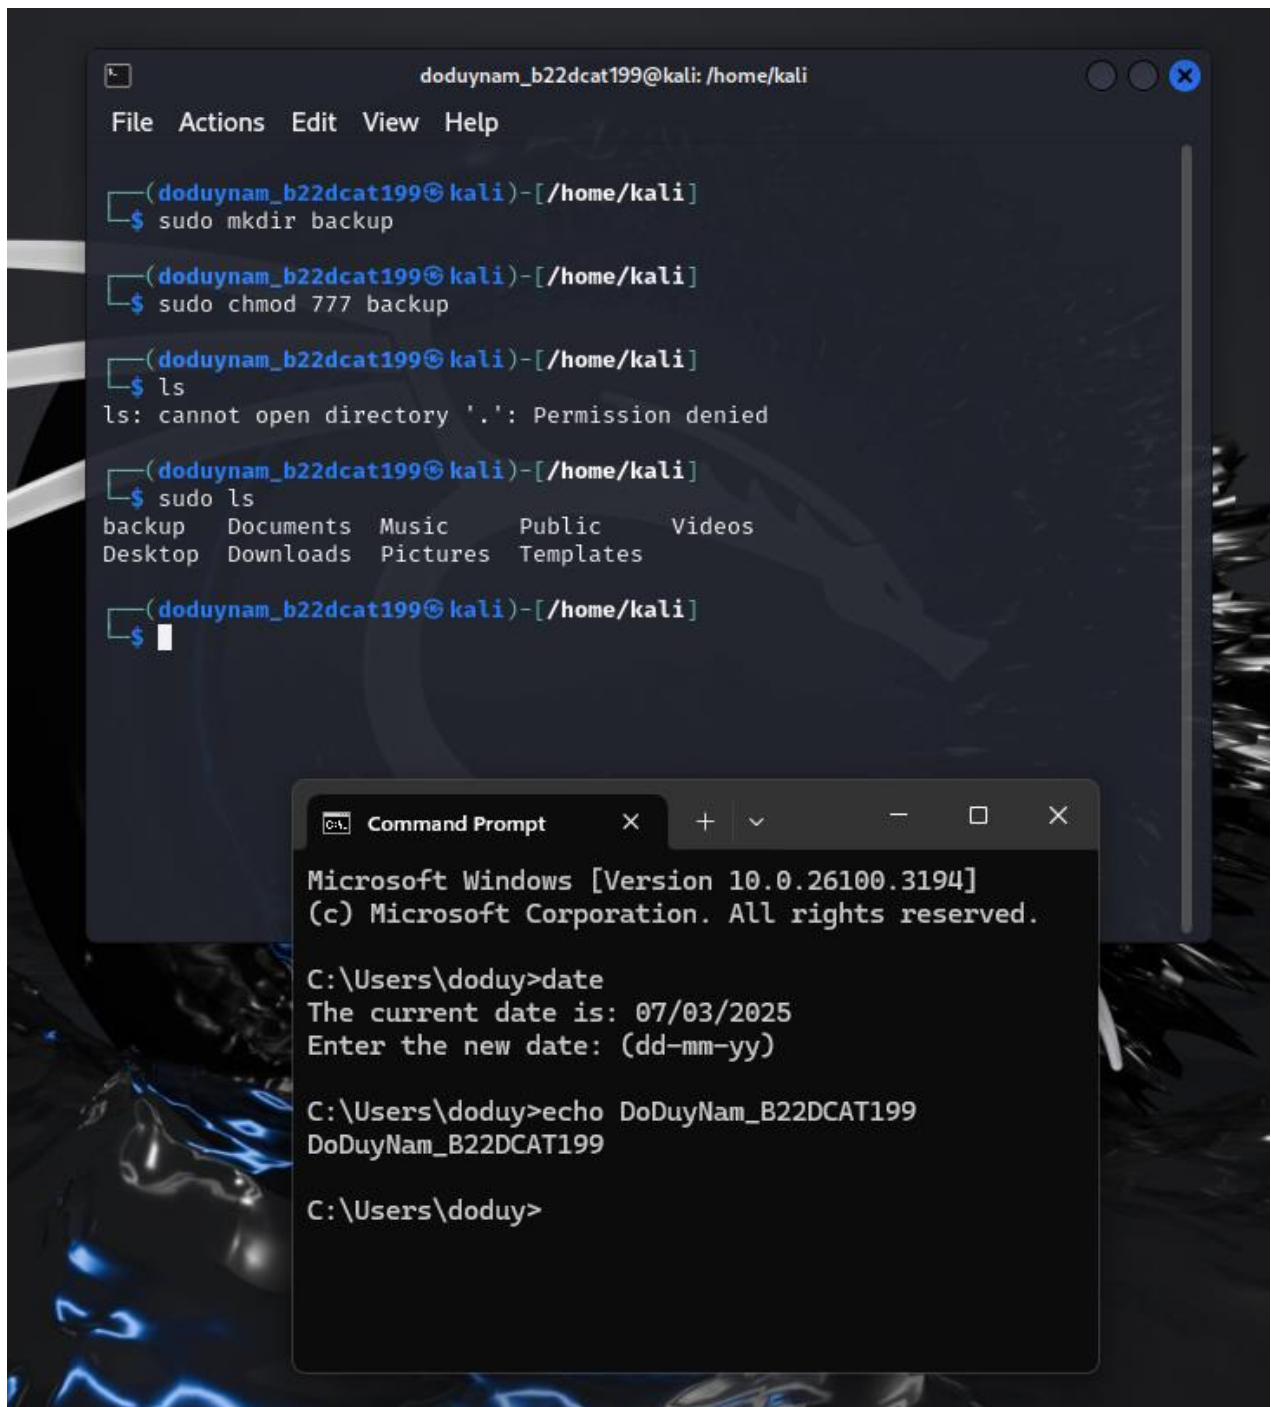 doduynam_b22dcat199@kali: /home/kali
File Actions Edit View Help
┌──(doduynam_b22dcat199㉿kali)-[/home/kali]
└─$ sudo mkdir backup
┌──(doduynam_b22dcat199㉿kali)-[/home/kali]
└─$ sudo chmod 777 backup
┌──(doduynam_b22dcat199㉿kali)-[/home/kali]
└─$ ls
ls: cannot open directory '.': Permission denied
┌──(doduynam_b22dcat199㉿kali)-[/home/kali]
└─$ sudo ls
backup Documents Music Public Videos
Desktop Downloads Pictures Templates
┌──(doduynam_b22dcat199㉿kali)-[/home/kali]
└─$
Command Prompt
Microsoft Windows [Version 10.0.26100.3194]
(c) Microsoft Corporation. All rights reserved.
C:\Users\doduy>date
The current date is: 07/03/2025
Enter the new date: (dd-mm-yy)
C:\Users\doduy>echo DoDuyNam_B22DCAT199
DoDuyNam_B22DCAT199
C:\Users\doduy>